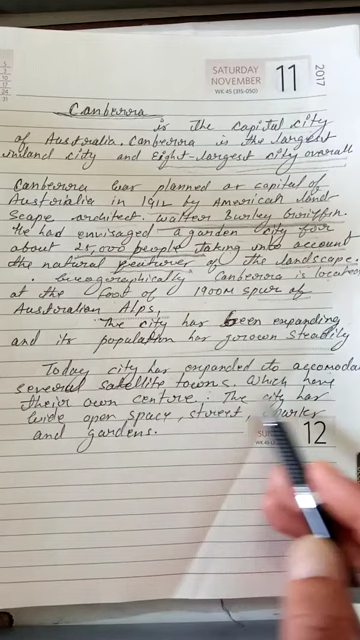 SATURDAY
NOVEMBER 11 2017
WK 45 (315-050)
Canberra
is the capital city
of Australia. Canberra is the largest
inland city and Eight-largest city overall
Canberra was planned as capital of
Australia in 1912 by American land-
scape architect. Walter Burley Griffin.
He had envisaged a garden city for
about 25,000 people taking into account
the natural features of the landscape.
Geographically Canberra is located
at the foot of 1900M spur of
Australian Alps.
The city has been expanding
and its population has grown steadily
Today city has expanded to accomoda
several satellite towns. Which have
their own centre. The city has
wide open space, street, parks
and gardens.
12